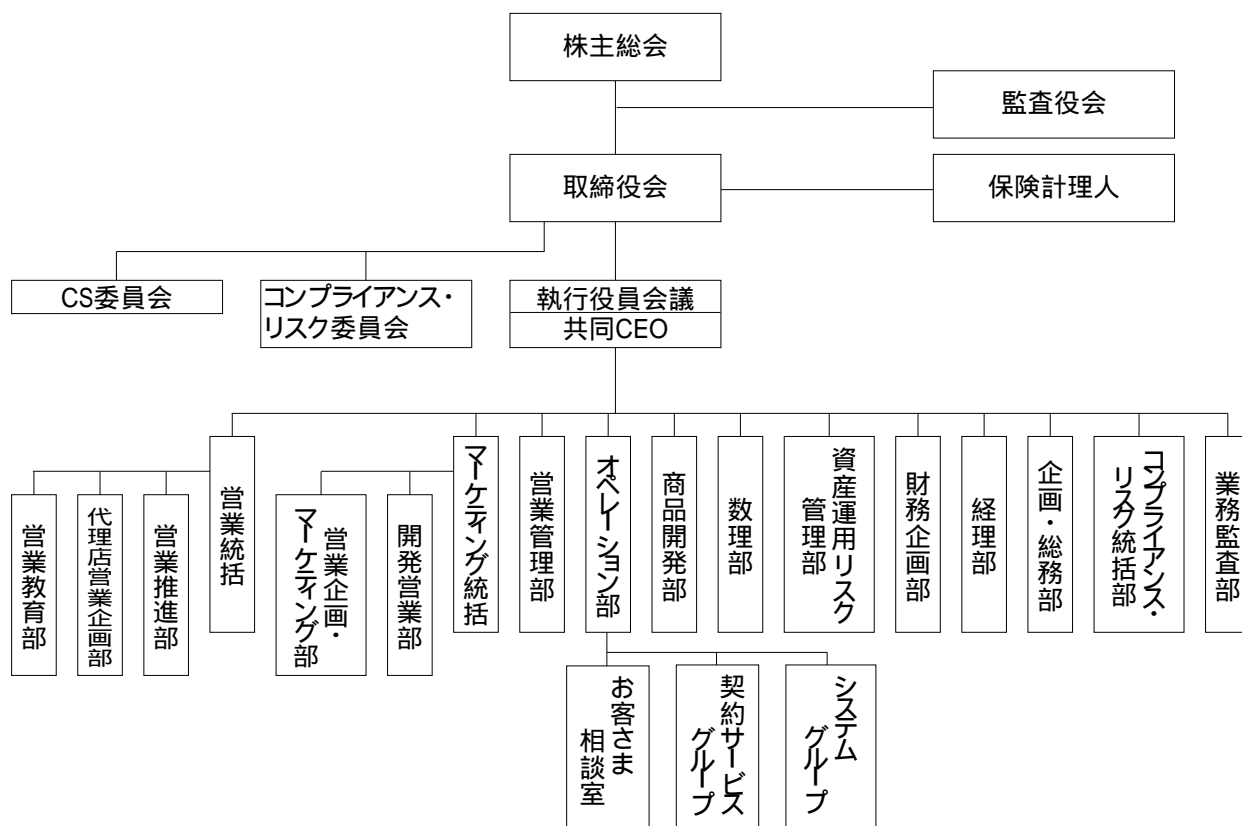 株主総会
監査役会
取締役会
保険計理人
CS委員会
コンプライアンス・
リスク委員会
執行役員会議
共同CEO
営業統括
マーケティング統括
営業管理部
オペレーション部
商品開発部
数理部
資産運用リスク
管理部
財務企画部
経理部
企画・総務部
コンプライアンス・
リスク統括部
業務監査部
営業教育部
代理店営業企画部
営業推進部
営業企画・
マーケティング部
開発営業部
お客さま
相談室
契約サービス
グループ
システム
グループ